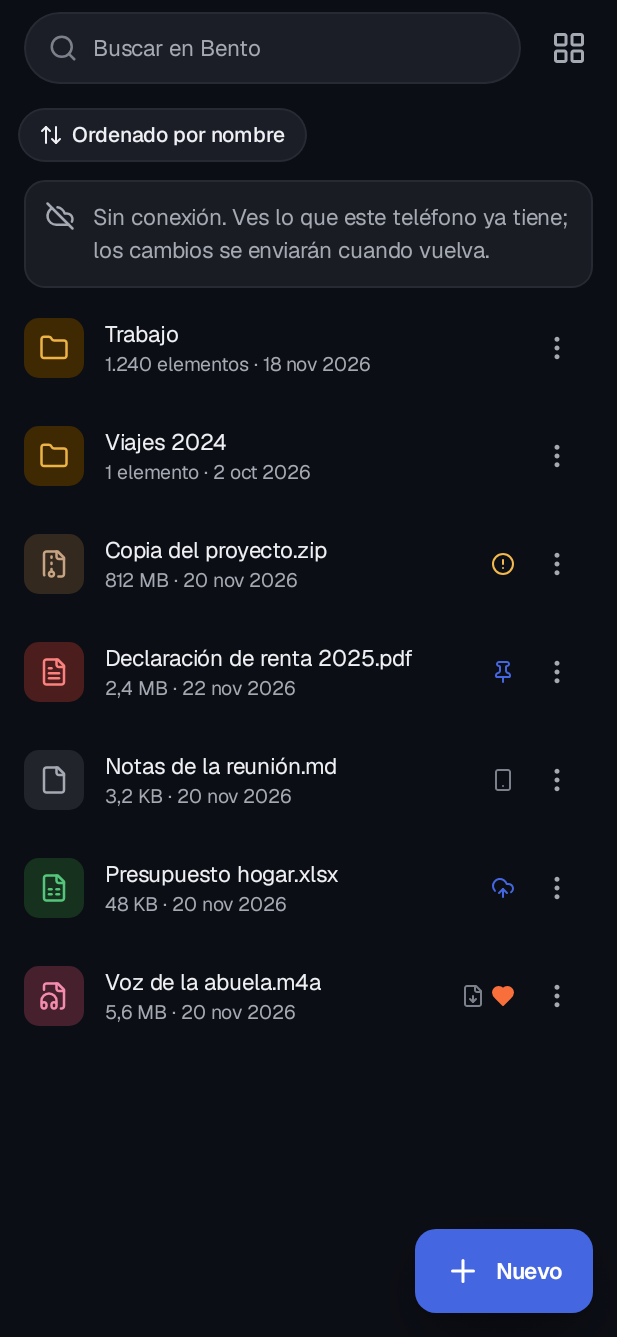 Buscar en Bento
Ordenado por nombre
Sin conexión. Ves lo que este teléfono ya tiene;
los cambios se enviarán cuando vuelva.
Trabajo
1.240 elementos · 18 nov 2026
Viajes 2024
1 elemento · 2 oct 2026
Copia del proyecto.zip
812 MB · 20 nov 2026
Declaración de renta 2025.pdf
2,4 MB · 22 nov 2026
Notas de la reunión.md
3,2 KB · 20 nov 2026
Presupuesto hogar.xlsx
48 KB · 20 nov 2026
Voz de la abuela.m4a
5,6 MB · 20 nov 2026
Nuevo